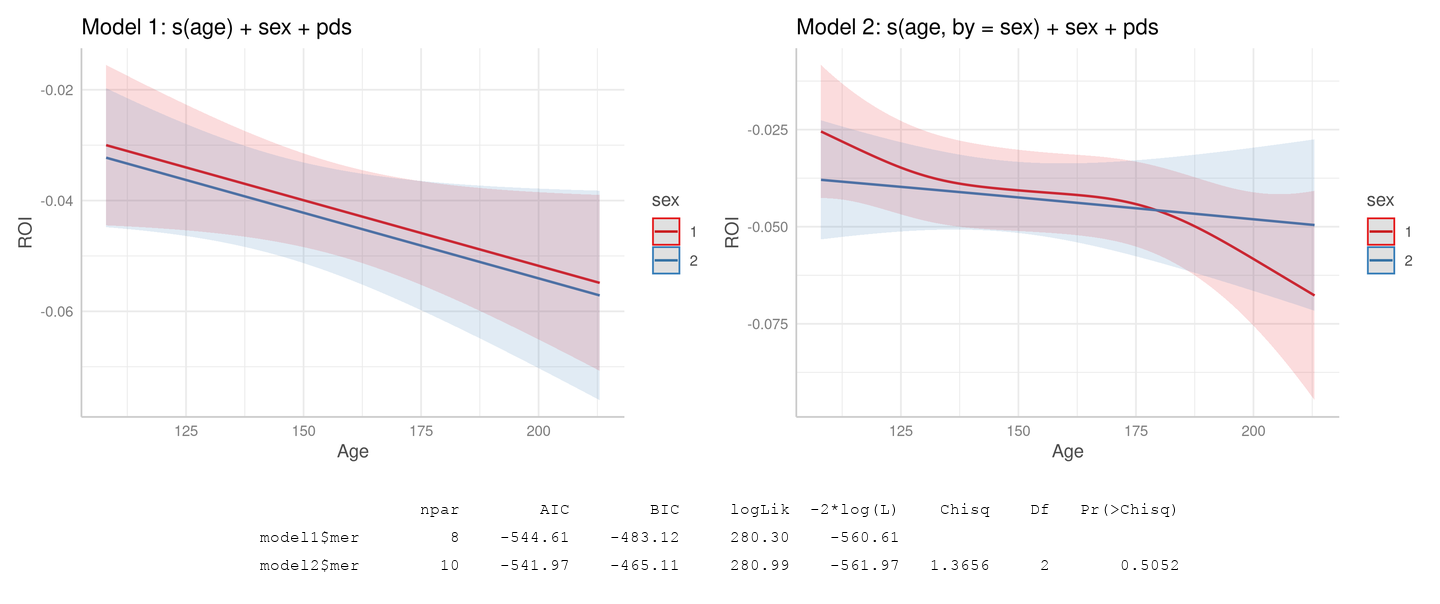 Model 1: s(age) + sex + pds
-0.02
-0.04
-0.06
ROI
125 150 175 200
Age
sex
1
2
Model 2: s(age, by = sex) + sex + pds
-0.025
-0.050
-0.075
ROI
125 150 175 200
Age
sex
1
2
npar AIC BIC logLik -2*log(L) Chisq Df Pr(>Chisq)
model1$mer 8 -544.61 -483.12 280.30 -560.61
model2$mer 10 -541.97 -465.11 280.99 -561.97 1.3656 2 0.5052